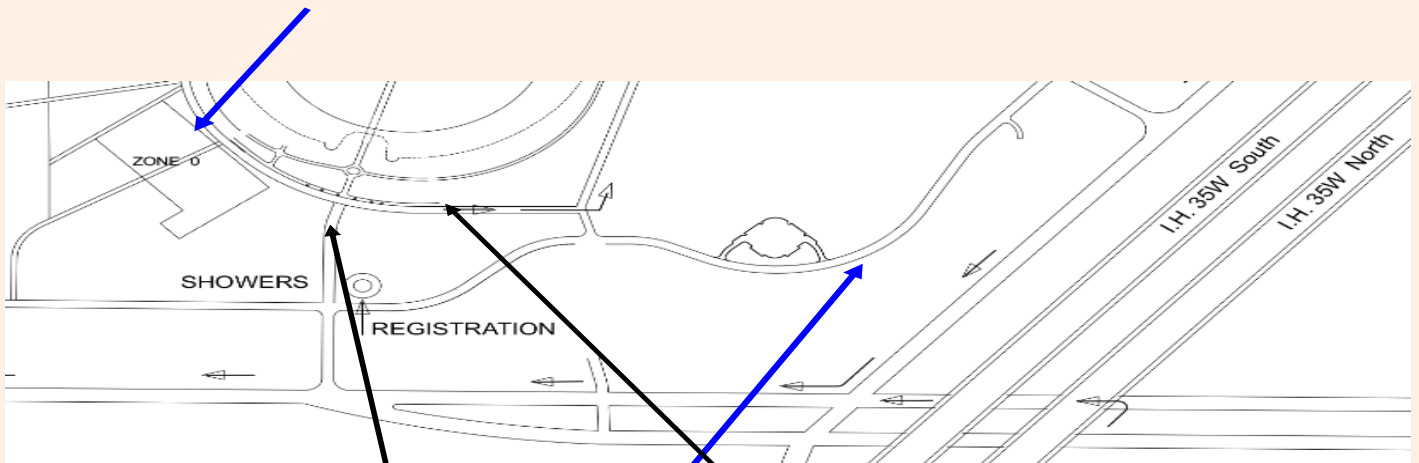 ZONE 0
I.H. 35W South
I.H. 35W North
SHOWERS
REGISTRATION